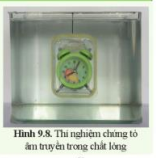 Hình 9.8. Thí nghiệm chứng tỏ
âm truyền trong chất lỏng